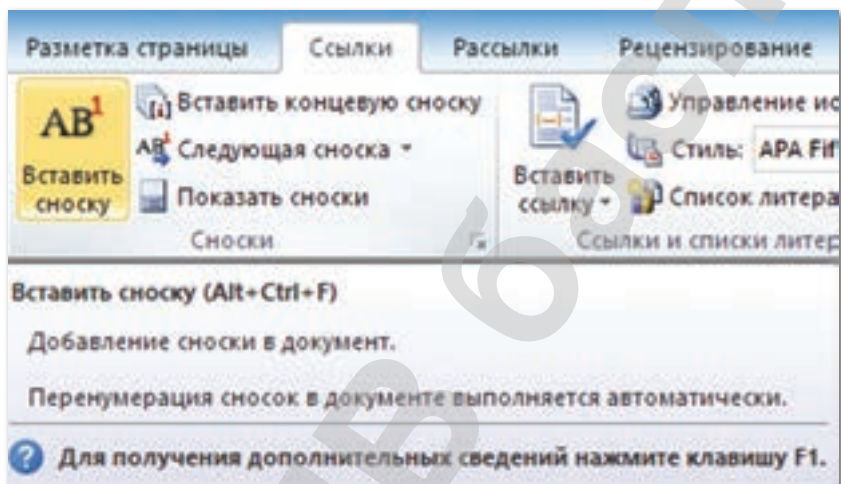 Разметка страницы Ссылки Рассылки Рецензирование
АВ¹ Вставить сноску
Вставить концевую сноску
Следующая сноска
Показать сноски
Сноски
Вставить ссылку
Управление ис
Стиль: APA Fif
Список литера
Ссылки и списки литер
Вставить сноску (Alt+Ctrl+F)
Добавление сноски в документ.
Перенумерация сносок в документе выполняется автоматически.
Для получения дополнительных сведений нажмите клавишу F1.